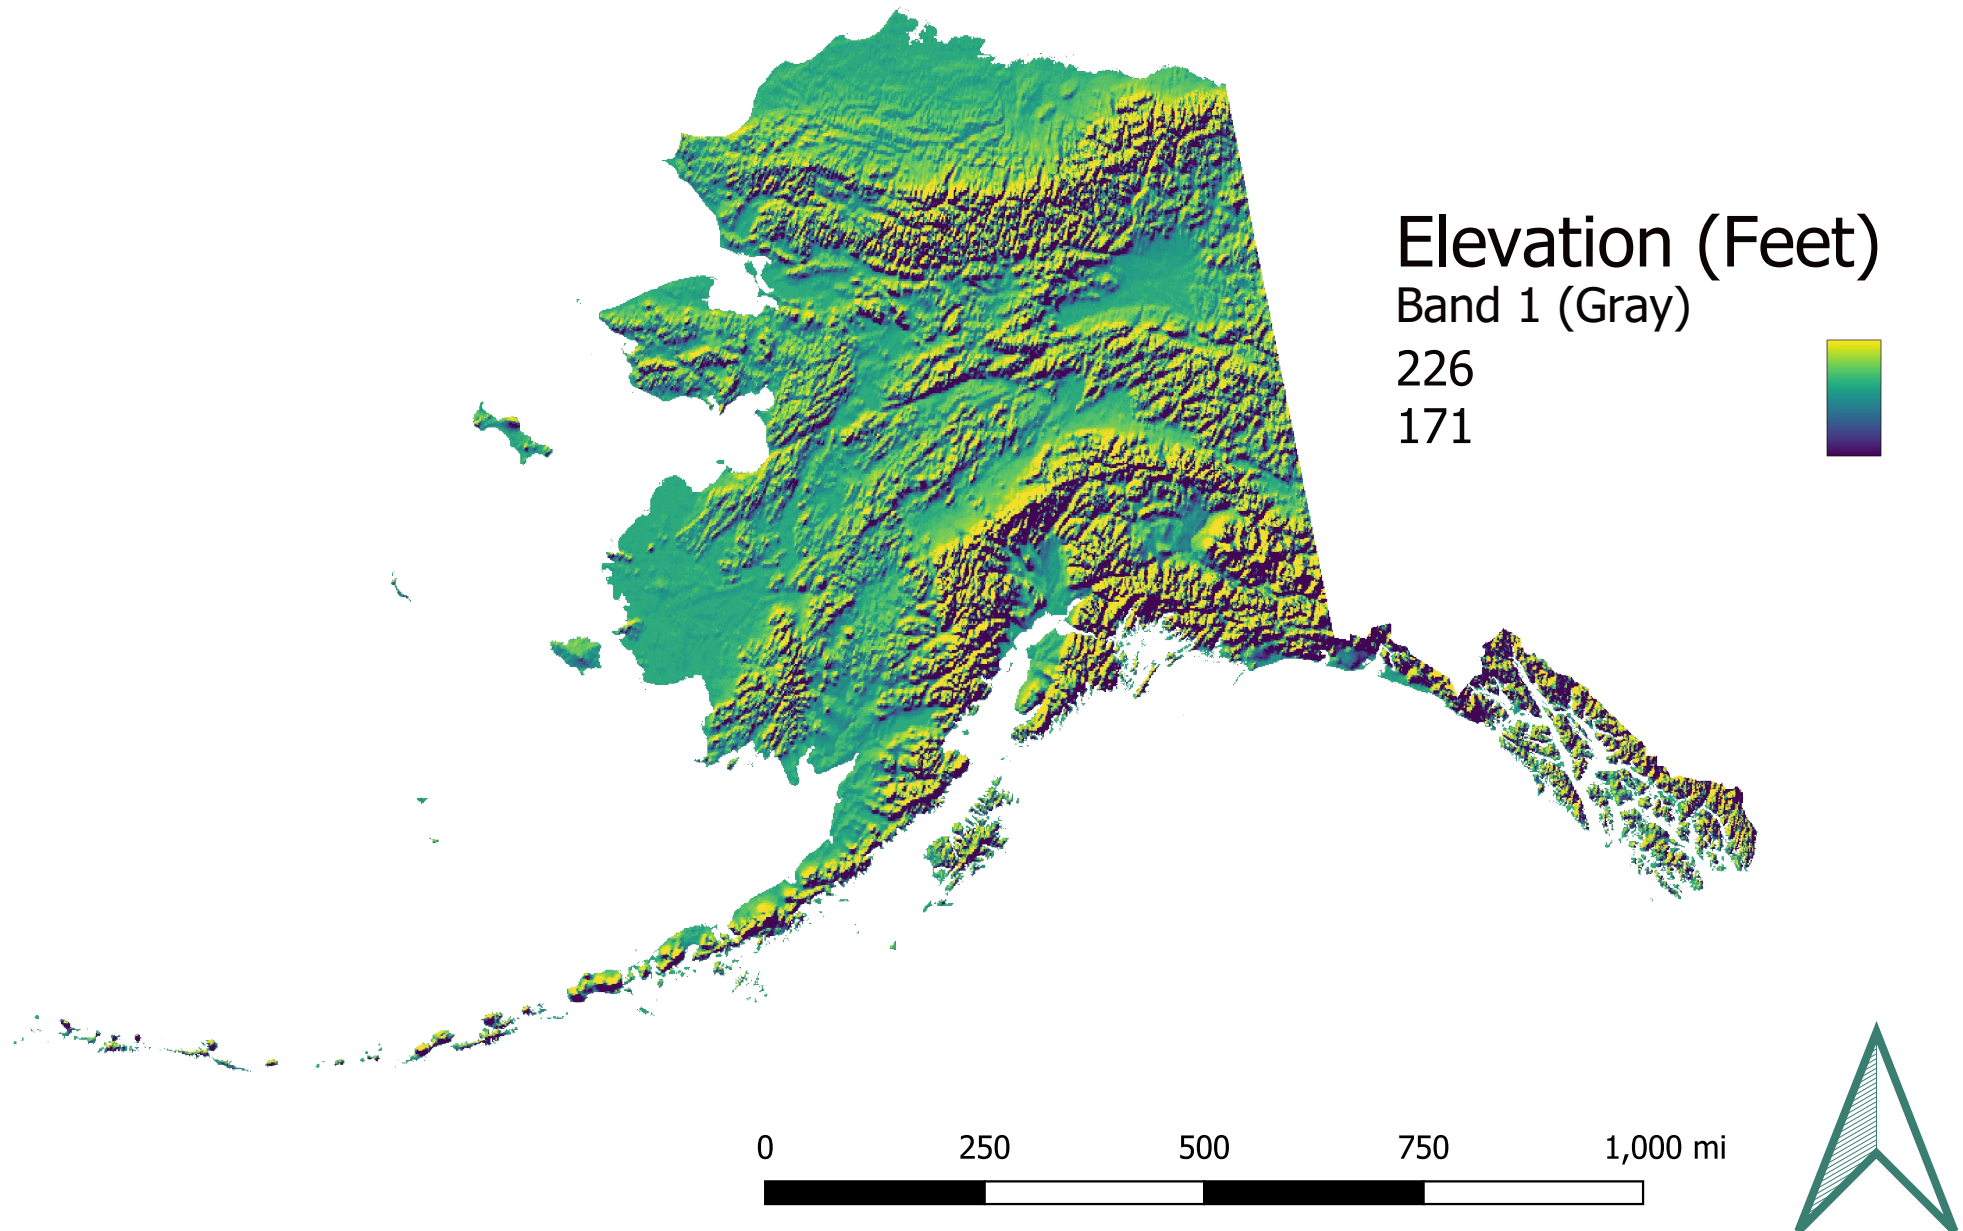 Elevation (Feet)
Band 1 (Gray)
226
171
0 250 500 750 1,000 mi